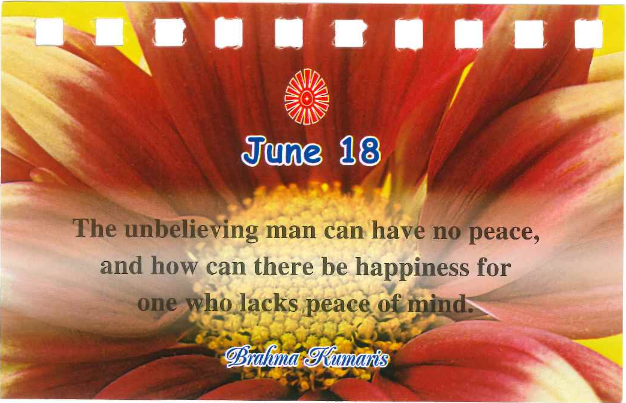 June 18
The unbelieving man can have no peace,
and how can there be happiness for
one who lacks peace of mind.
Brahma Kumaris